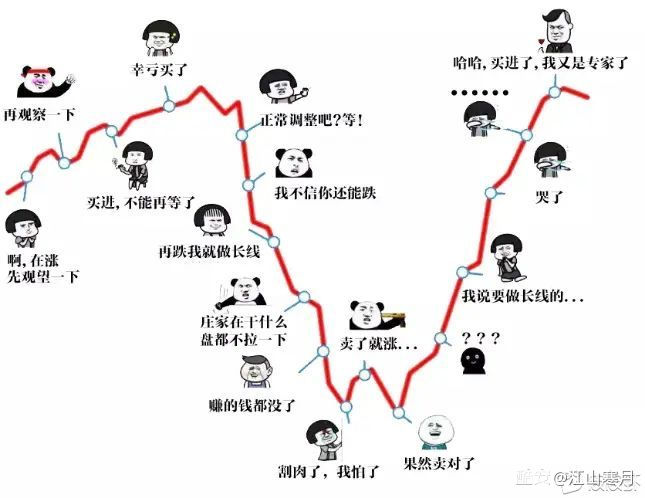 啊，在涨
先观望一下
再观察一下
买进，不能再等了
幸亏买了
正常调整吧？等！
我不信你还能跌
再跌我就做长线
庄家在干什么
盘都不拉一下
赚的钱都没了
割肉了，我怕了
卖了就涨...
果然卖对了
？？？
我说要做长线的...
哭了
......
哈哈，买进了，我又是专家了
@江山寒月